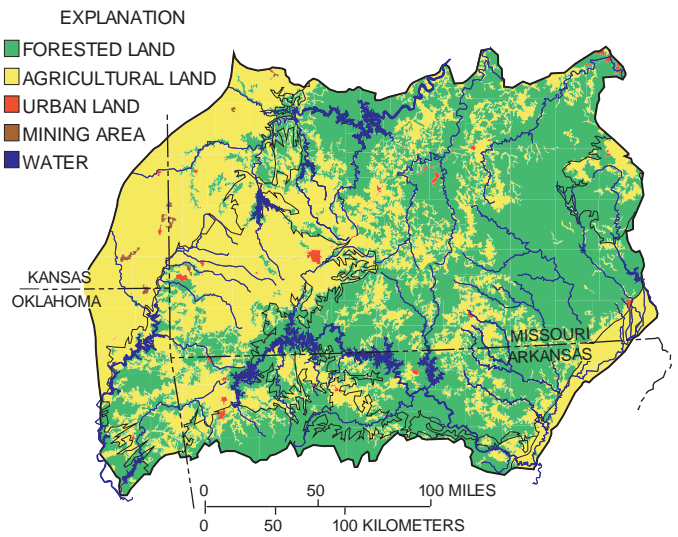 EXPLANATION
FORESTED LAND
AGRICULTURAL LAND
URBAN LAND
MINING AREA
WATER
KANSAS
OKLAHOMA
MISSOURI
ARKANSAS
0 50 100 MILES
0 50 100 KILOMETERS